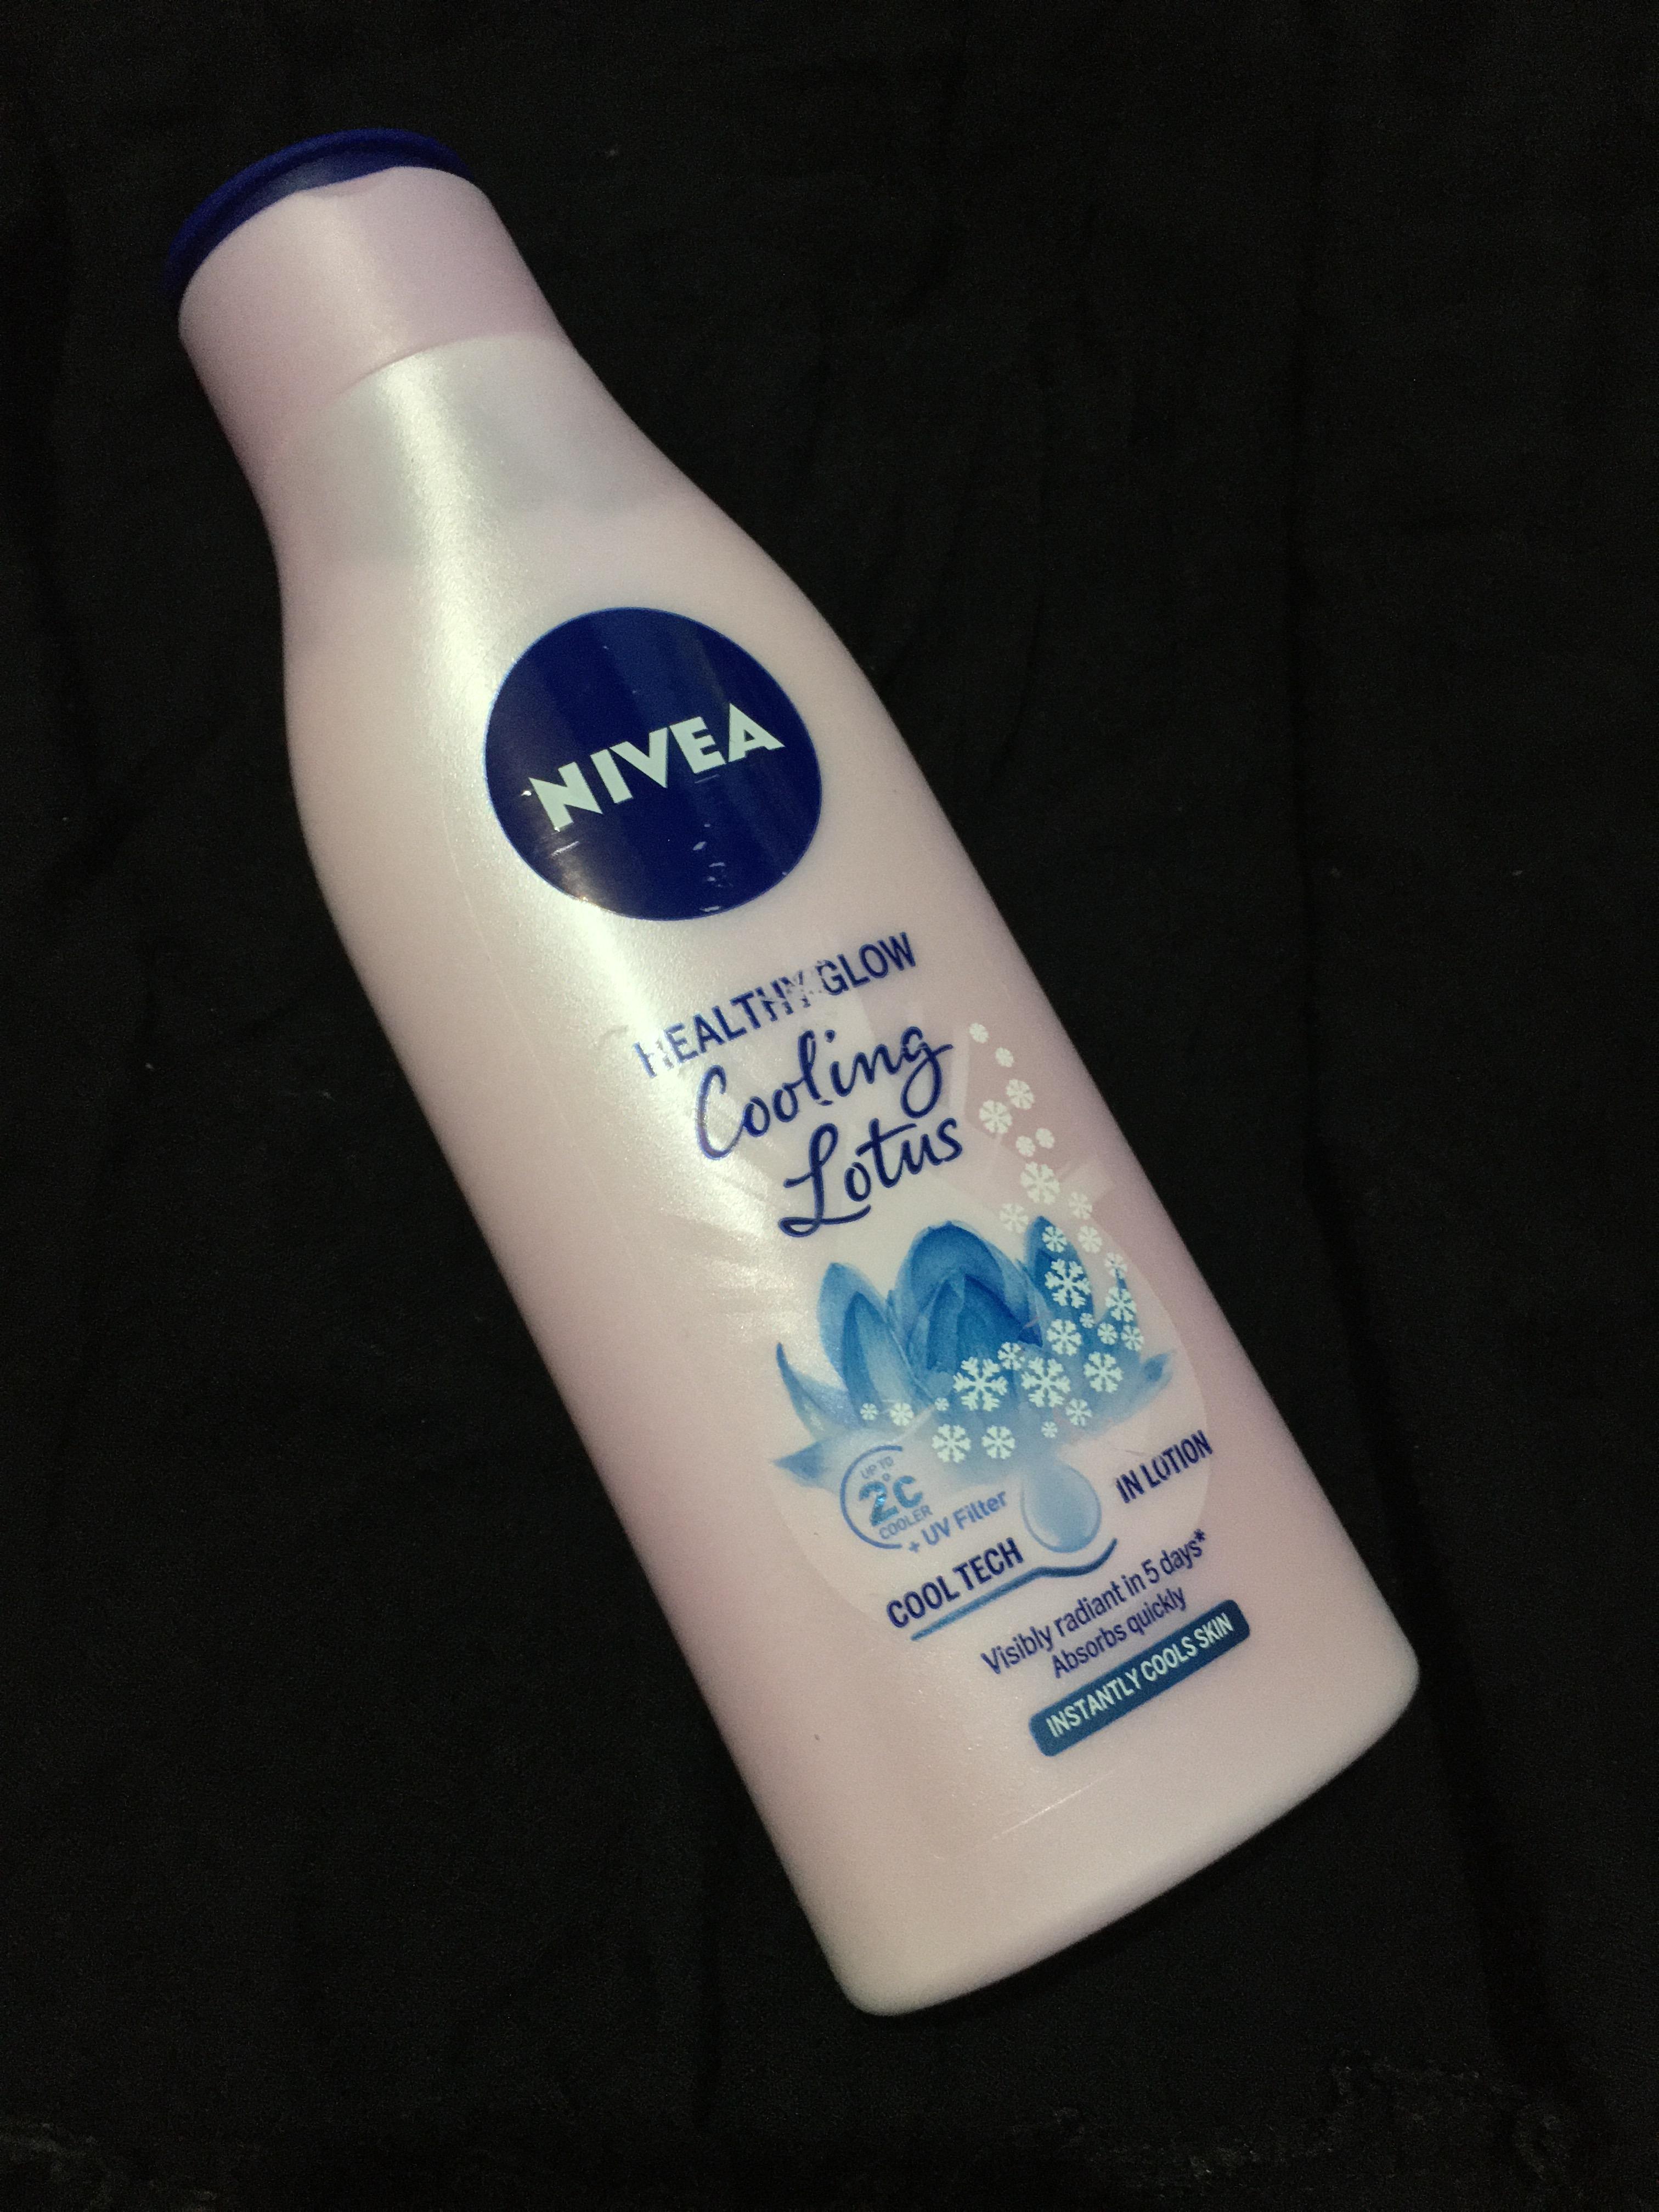 NIVEA
HEALTHY GLOW
Cooling
Lotus
UP TO
2°C
COOLER
+ UV Filter
COOL TECH IN LOTION
Visibly radiant in 5 days*
Absorbs quickly
INSTANTLY COOLS SKIN